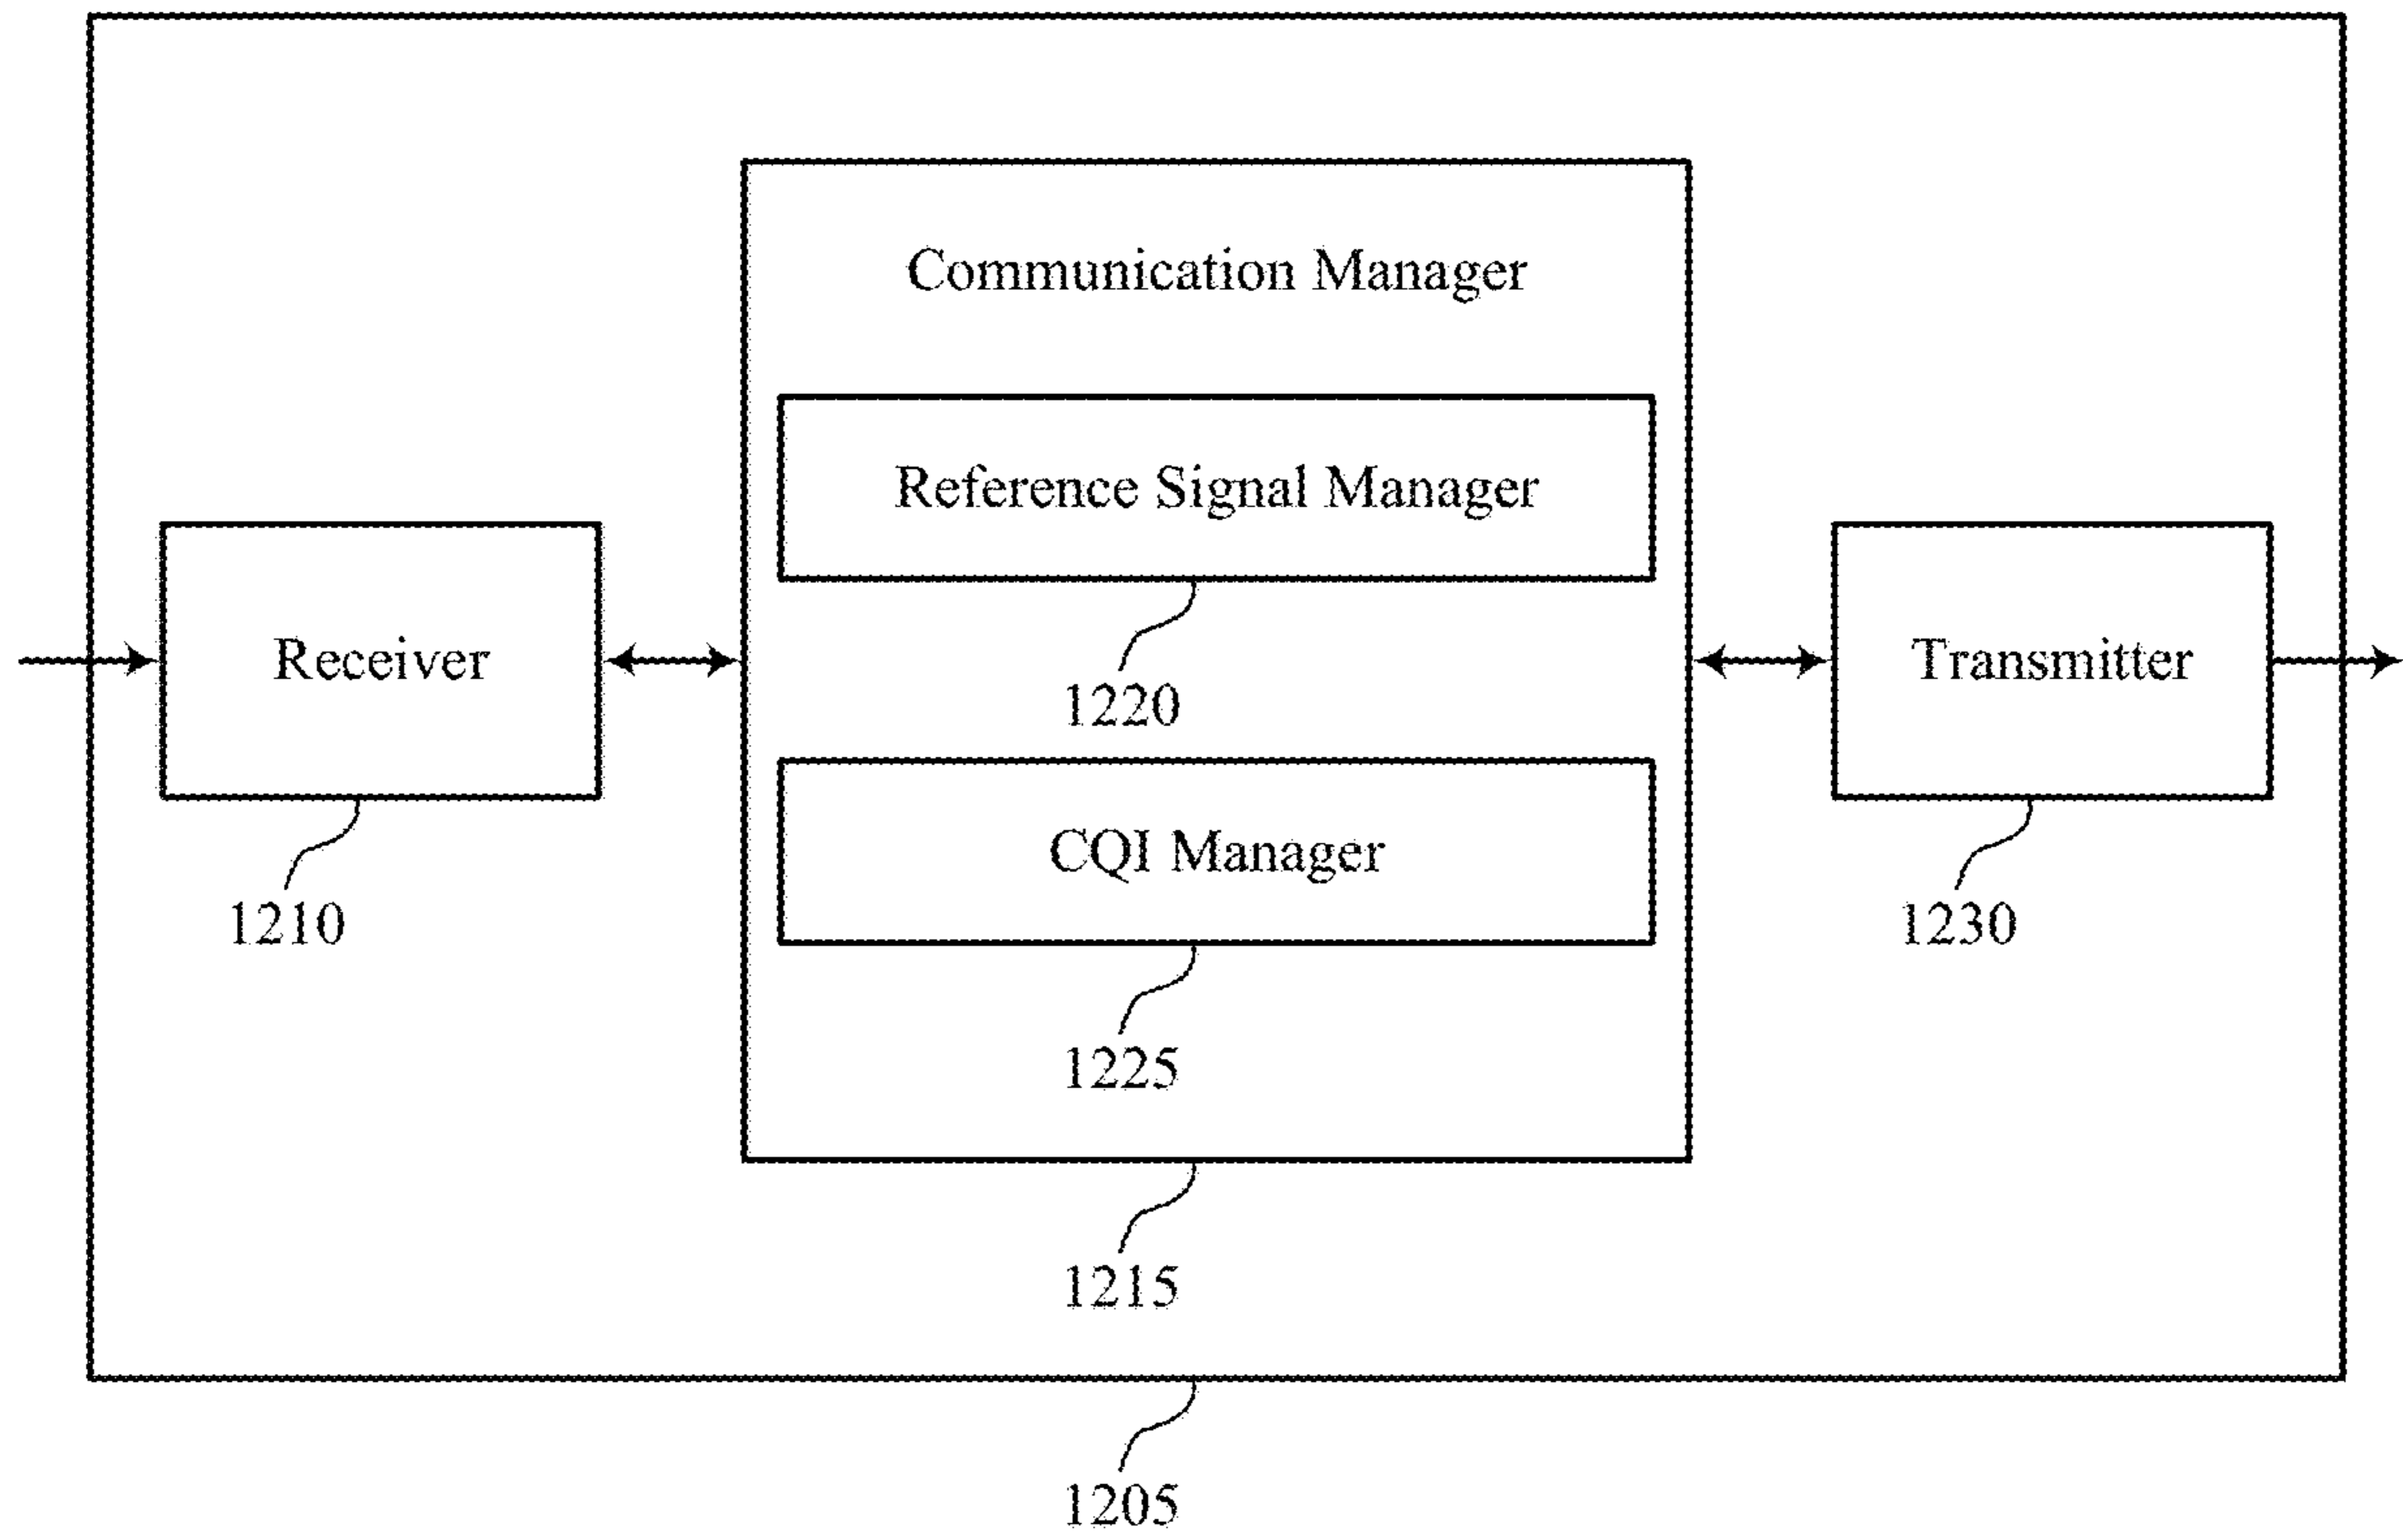 Communication Manager
Reference Signal Manager
Receiver
Transmitter
1220
CQI Manager
1210
1230
1225
1215
1205